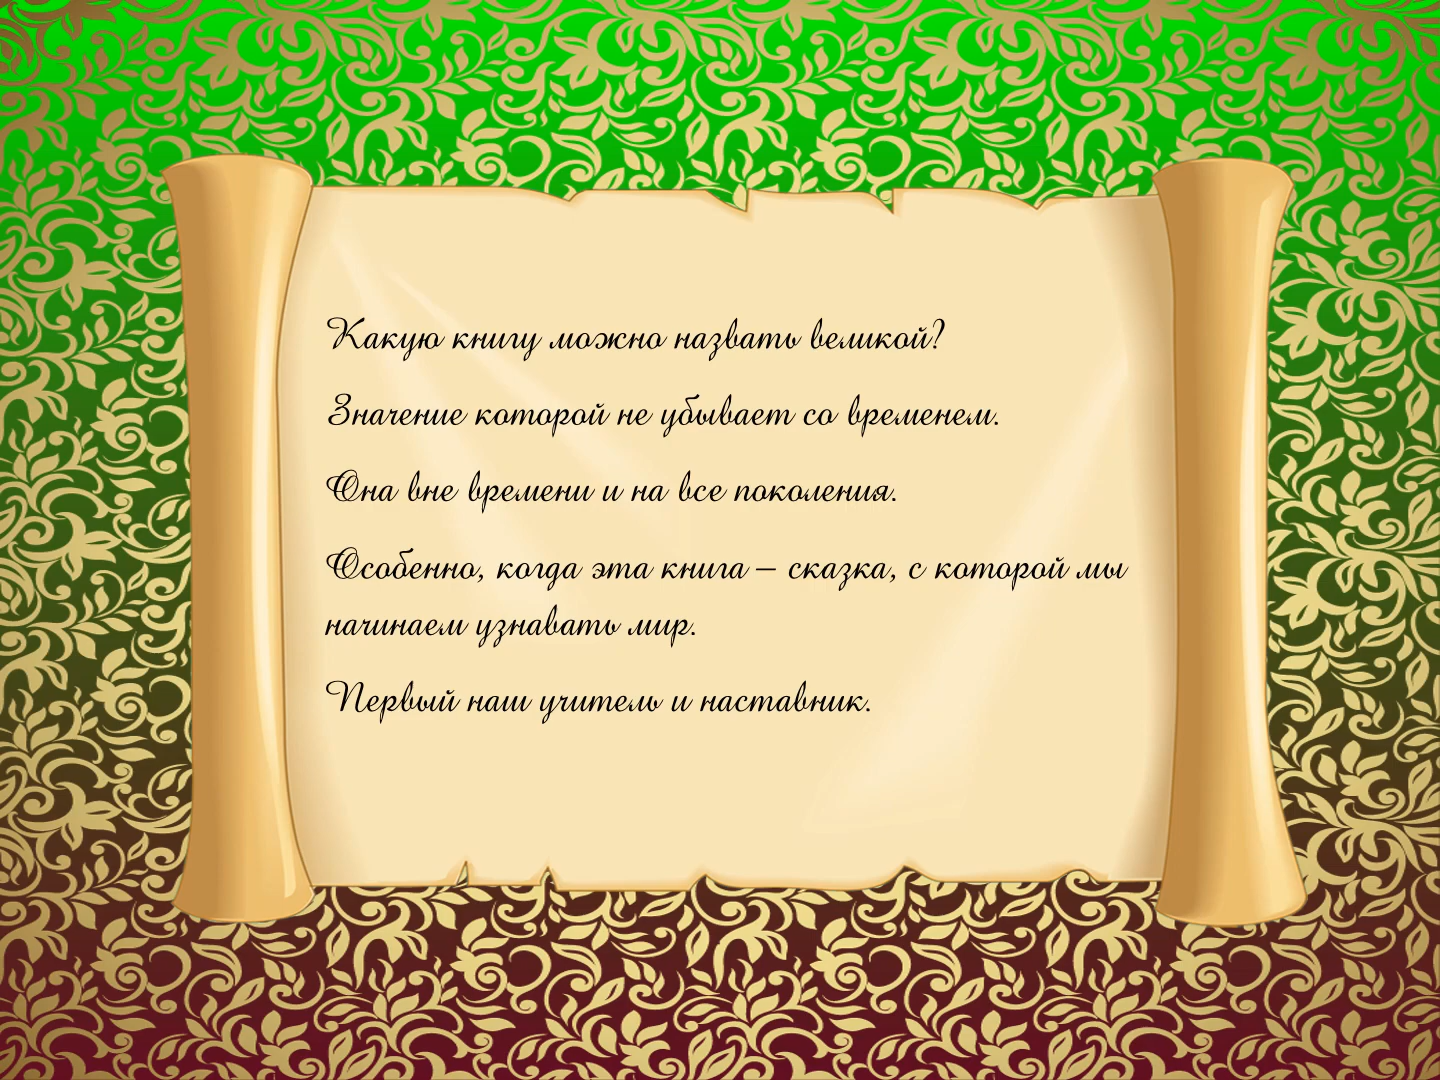 Какую книгу можно назвать великой?
Значение которой не убывает со временем.
Она вне времени и на все поколения.
Особенно, когда эта книга – сказка, с которой мы
начинаем узнавать мир.
Первый наш учитель и наставник.